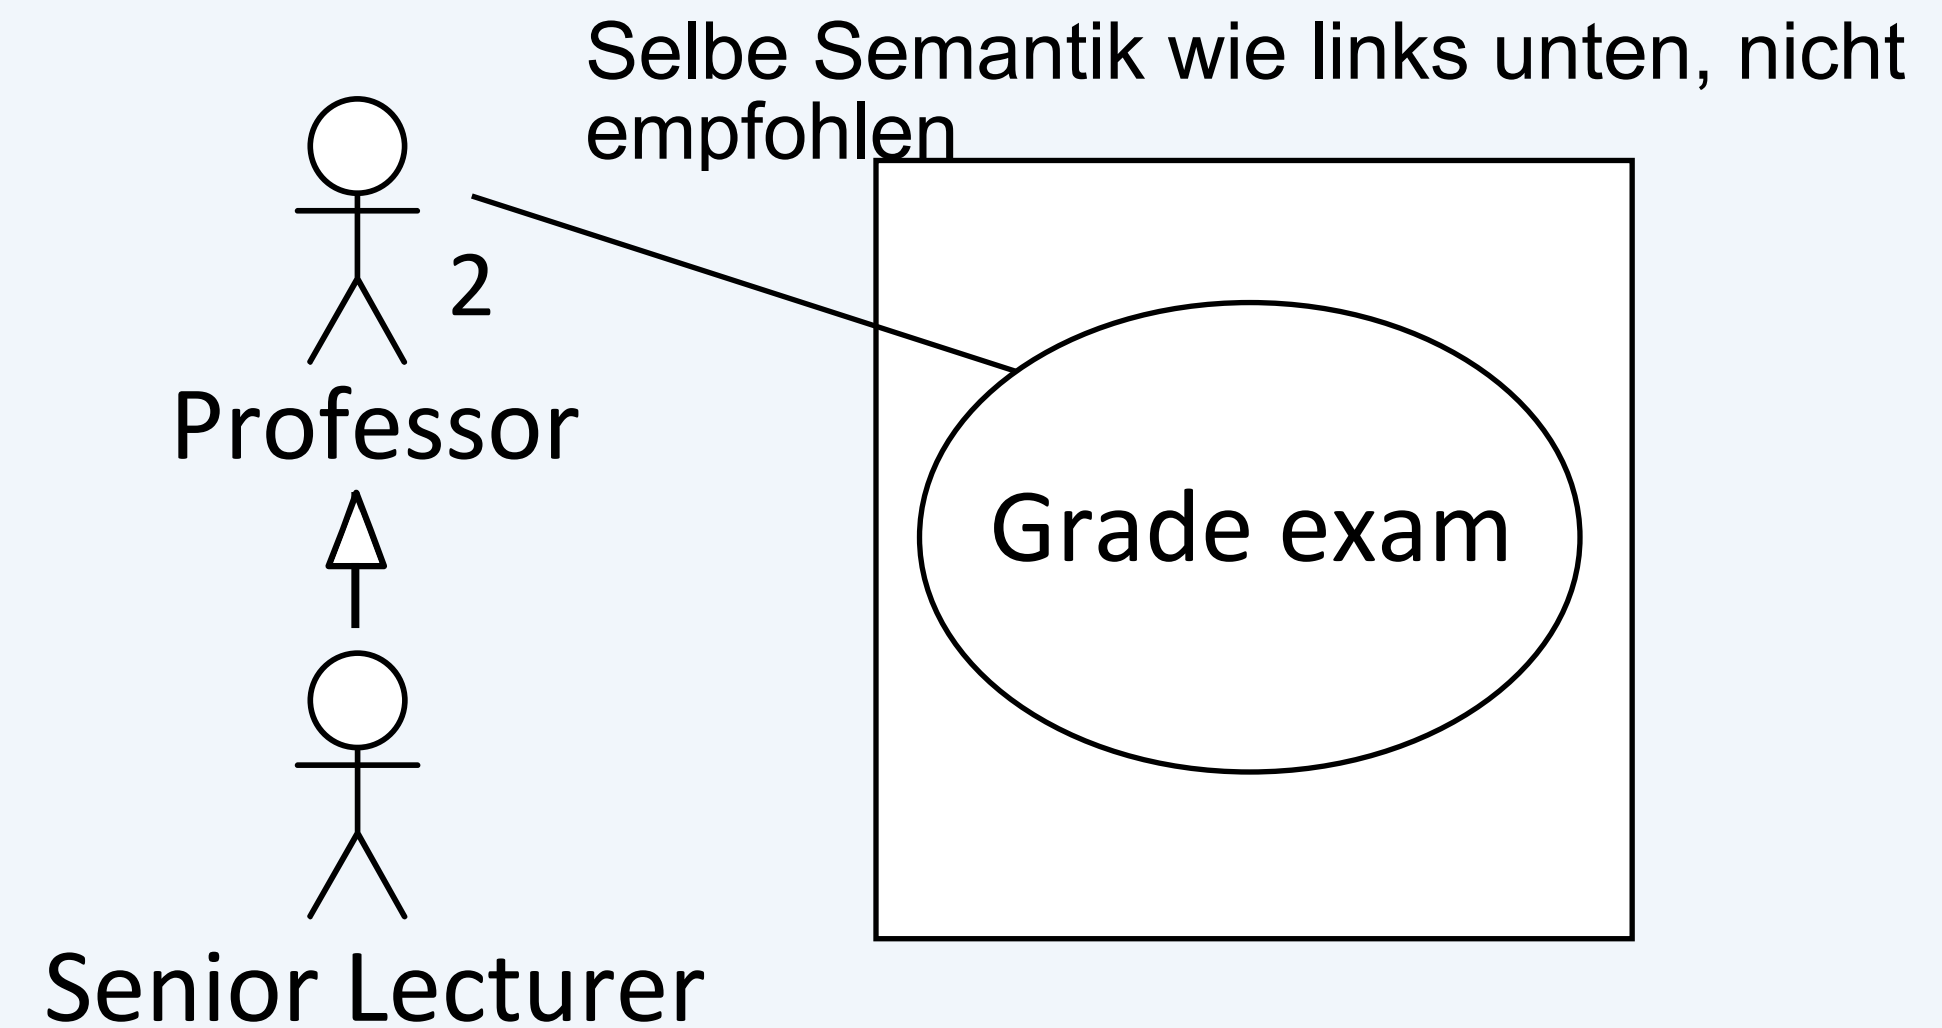 Selbe Semantik wie links unten, nicht
empfohlen
2
Professor
Grade exam
Senior Lecturer